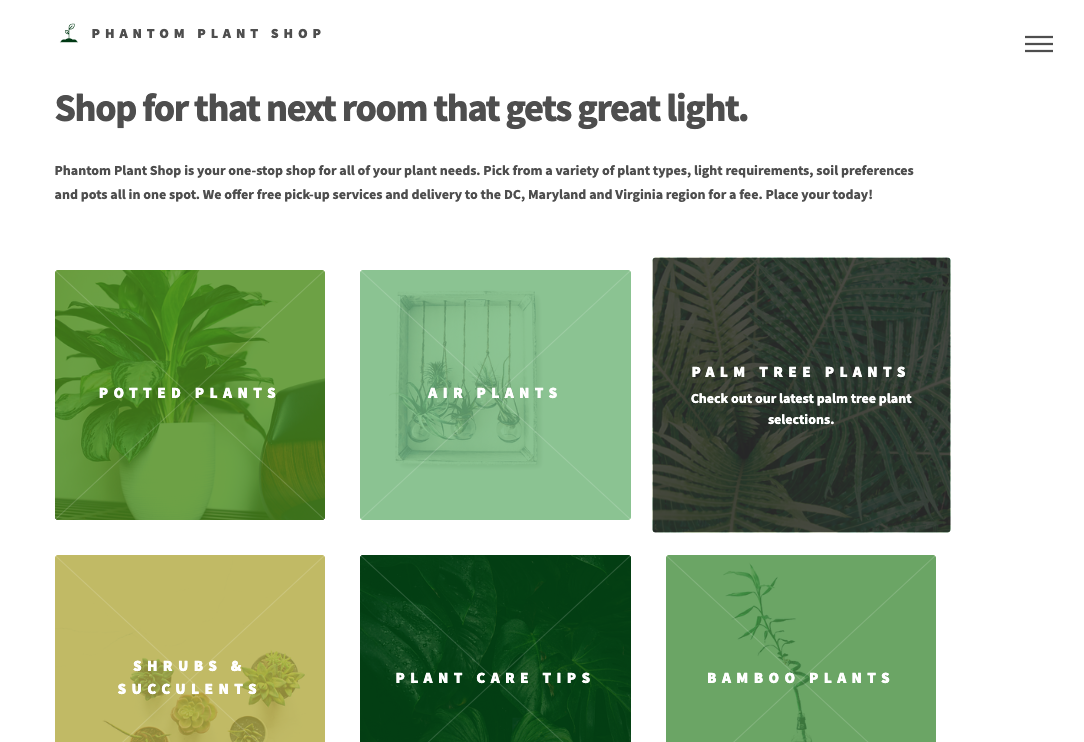 PHANTOM PLANT SHOP
Shop for that next room that gets great light.
Phantom Plant Shop is your one-stop shop for all of your plant needs. Pick from a variety of plant types, light requirements, soil preferences
and pots all in one spot. We offer free pick-up services and delivery to the DC, Maryland and Virginia region for a fee. Place your today!
POTTED PLANTS
AIR PLANTS
PALM TREE PLANTS
Check out our latest palm tree plant
selections.
SHRUBS &
SUCCULENTS
PLANT CARE TIPS
BAMBOO PLANTS